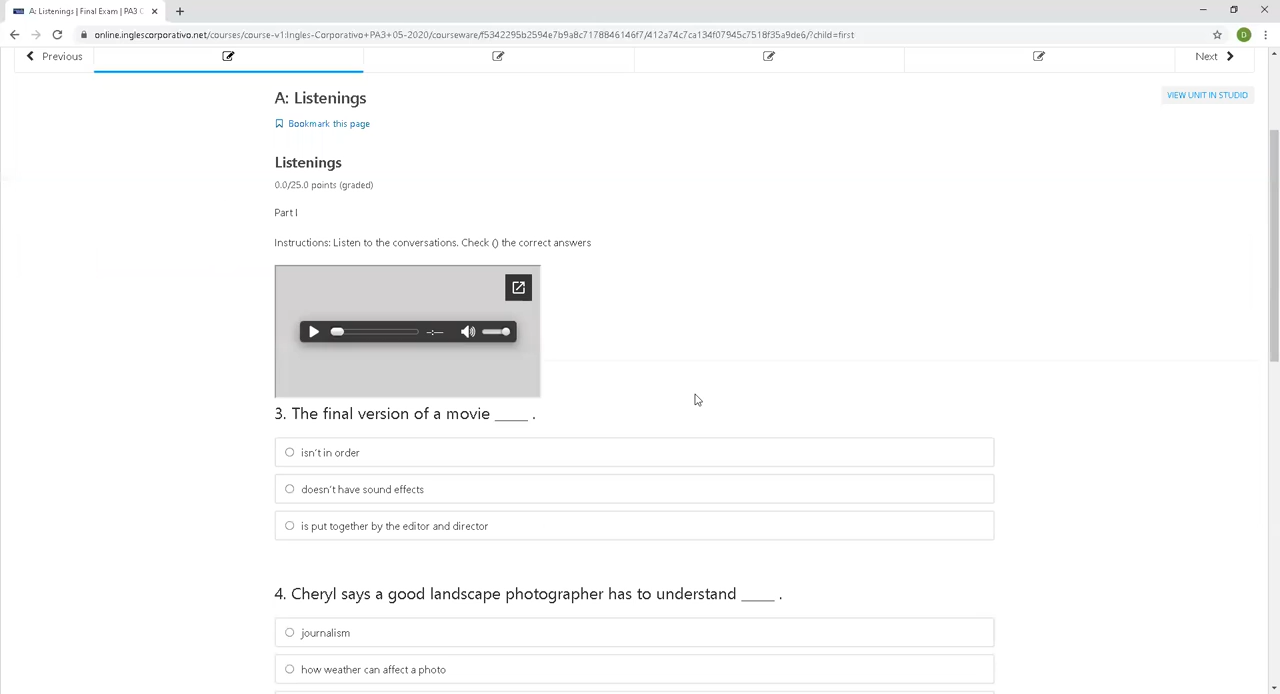 A: Listenings | Final Exam | PA3 C
online.inglescorporativo.net/courses/course-v1:Ingles-Corporativo+PA3+05-2020/courseware/f5342295b2594e7b9a8c7178846146f7/412a74c7ca134f07945c7518f35a9de6/?child=first
D
Previous
Next
A: Listenings
VIEW UNIT IN STUDIO
Bookmark this page
Listenings
0.0/25.0 points (graded)
Part I
Instructions: Listen to the conversations. Check () the correct answers
-:--
3. The final version of a movie ____ .
isn't in order
doesn't have sound effects
is put together by the editor and director
4. Cheryl says a good landscape photographer has to understand ____ .
journalism
how weather can affect a photo